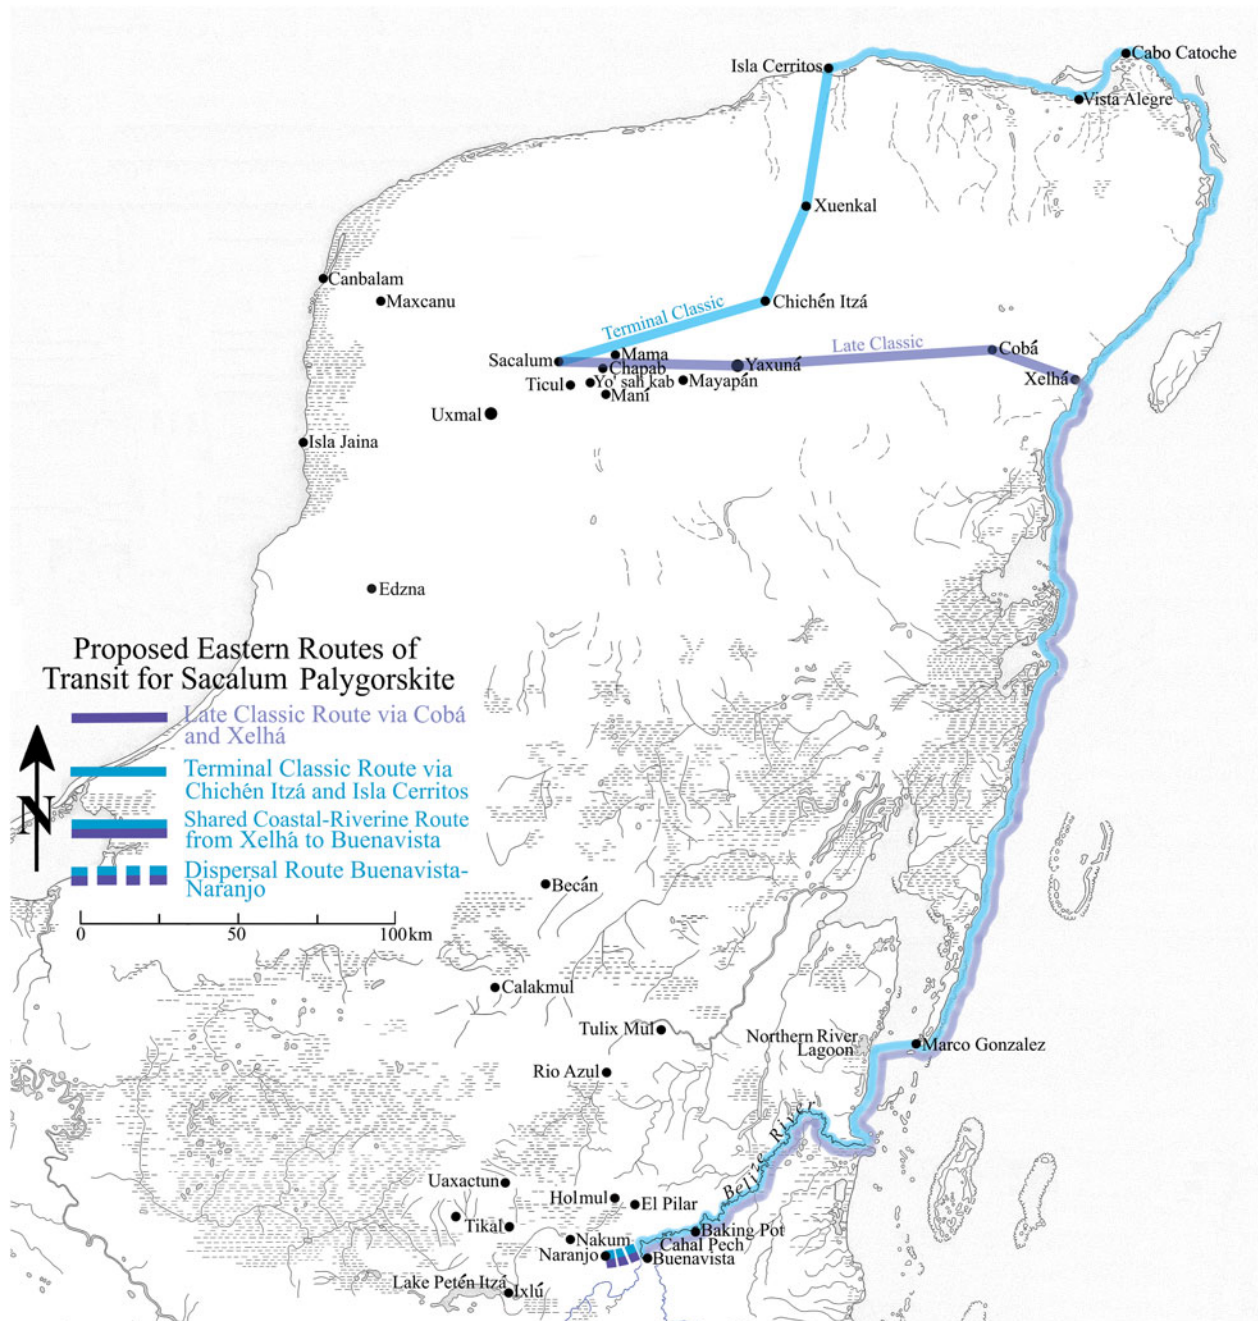 Cabo Catoche
Isla Cerritos
Vista Alegre
Xuenkal
Canbalam
Maxcanu
Chichén Itzá
Terminal Classic
Late Classic
Cobá
Mama
Sacalum
Chapab
Yaxuná
Xelhá
Ticul
Yo' sah kab
Mayapán
Maní
Uxmal
Isla Jaina
Edzna
Proposed Eastern Routes of
Transit for Sacalum Palygorskite
Late Classic Route via Cobá
and Xelhá
Terminal Classic Route via
Chichén Itzá and Isla Cerritos
Shared Coastal-Riverine Route
from Xelhá to Buenavista
Dispersal Route Buenavista-
Naranjo
N
0 50 100 km
Becán
Calakmul
Tulix Mul
Northern River
Lagoon
Marco Gonzalez
Rio Azul
Belize River
Uaxactun
Holmul
El Pilar
Tikal
Baking Pot
Nakum
Cahal Pech
Naranjo
Buenavista
Lake Petén Itzá
Ixlú